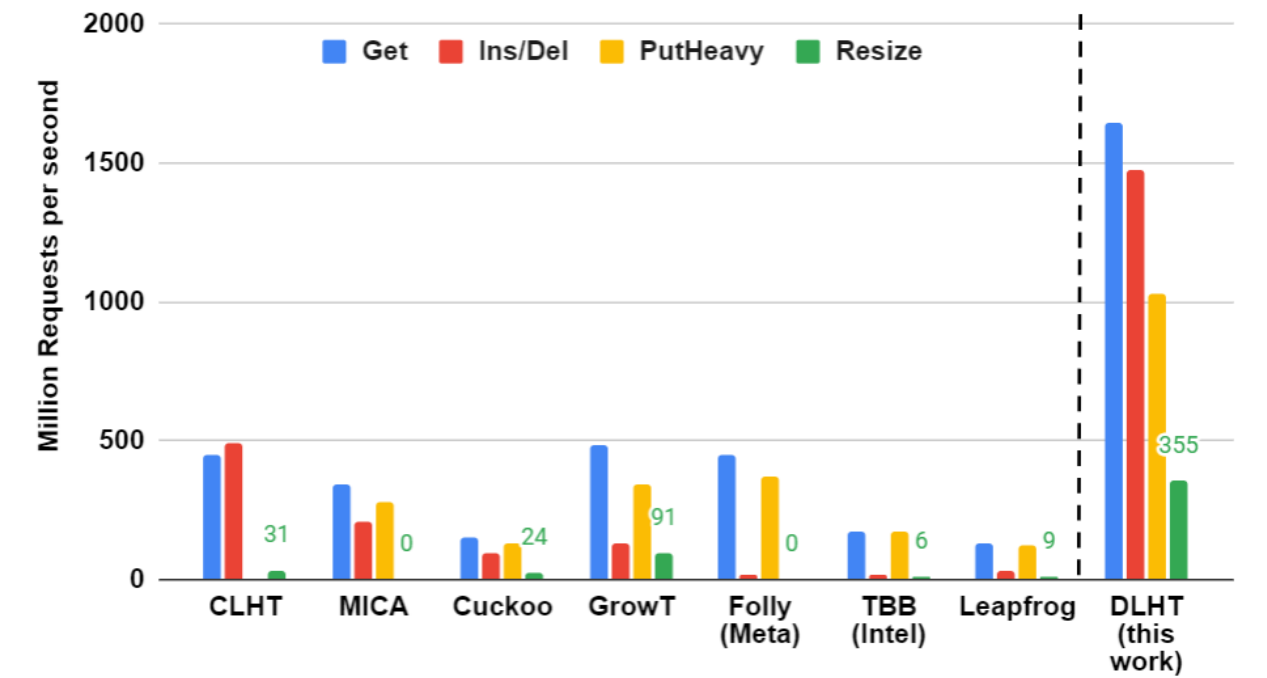 Million Requests per second
2000
1500
1000
500
0
Get Ins/Del PutHeavy Resize
31
0
24
91
0
6
9
355
CLHT MICA Cuckoo GrowT Folly TBB Leapfrog DLHT
(Meta) (Intel) (this
work)